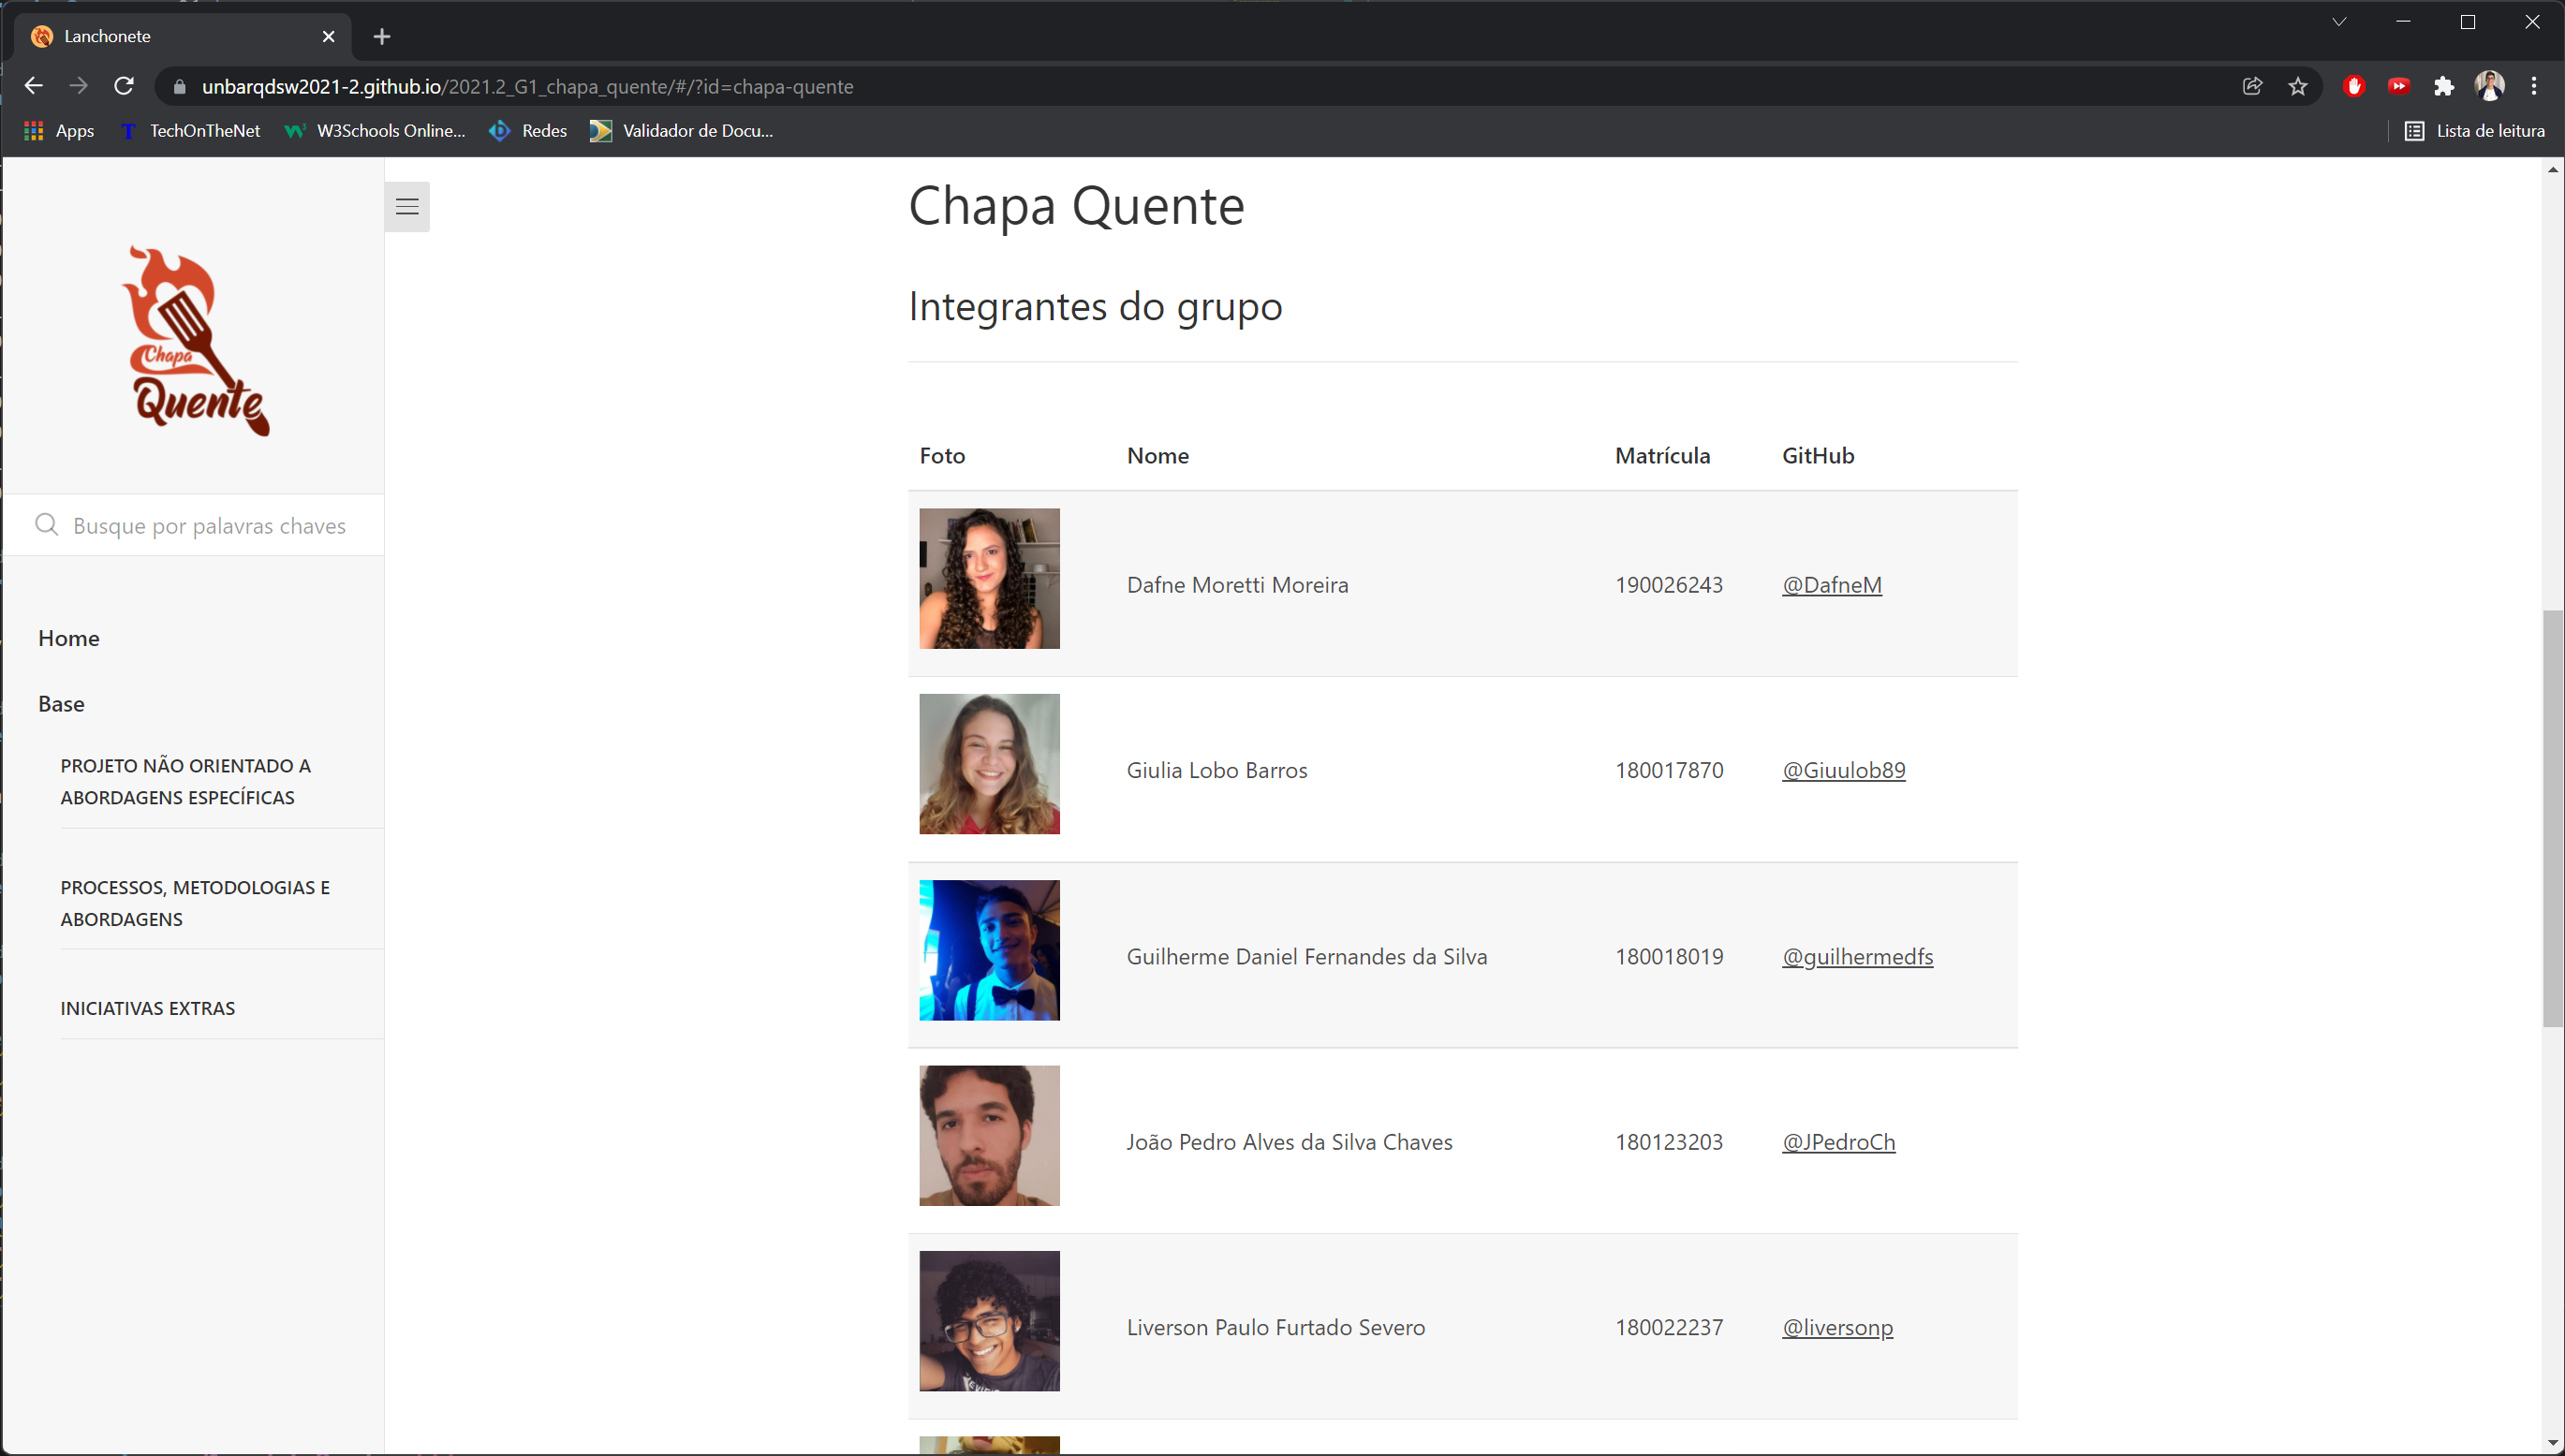 Lanchonete
unbarqdsw2021-2.github.io/2021.2_G1_chapa_quente/#/?id=chapa-quente
Apps TechOnTheNet W3Schools Online... Redes Validador de Docu... Lista de leitura
Chapa
Quente
Busque por palavras chaves
Home
Base
PROJETO NÃO ORIENTADO A
ABORDAGENS ESPECÍFICAS
PROCESSOS, METODOLOGIAS E
ABORDAGENS
INICIATIVAS EXTRAS
Chapa Quente
Integrantes do grupo
Foto Nome Matrícula GitHub
Dafne Moretti Moreira 190026243 @DafneM
Giulia Lobo Barros 180017870 @Giuulob89
Guilherme Daniel Fernandes da Silva 180018019 @guilhermedfs
João Pedro Alves da Silva Chaves 180123203 @JPedroCh
Liverson Paulo Furtado Severo 180022237 @liversonp